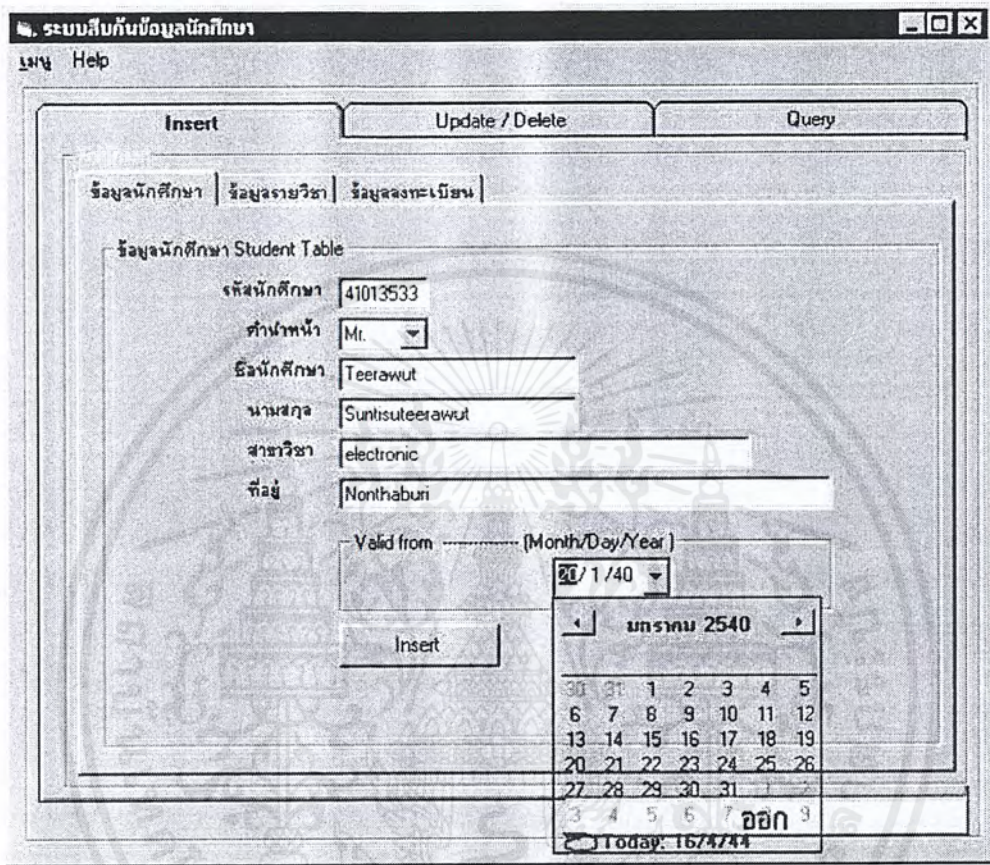 ระบบสืบค้นข้อมูลนักศึกษา
เมนู Help
Insert Update / Delete Query
ข้อมูลนักศึกษา ข้อมูลรายวิชา ข้อมูลลงทะเบียน
ข้อมูลนักศึกษา Student Table
รหัสนักศึกษา 41013533
คำนำหน้า Mr.
ชื่อนักศึกษา Teerawut
นามสกุล Suntisuteerawut
สาขาวิชา electronic
ที่อยู่ Nonthaburi
Valid from ------------ (Month/Day/Year )
20/ 1 /40
Insert
มกราคม 2540
30 31 1 2 3 4 5
6 7 8 9 10 11 12
13 14 15 16 17 18 19
20 21 22 23 24 25 26
27 28 29 30 31 1 2
3 4 5 6 7 9
ออก
Today: 16/4/44